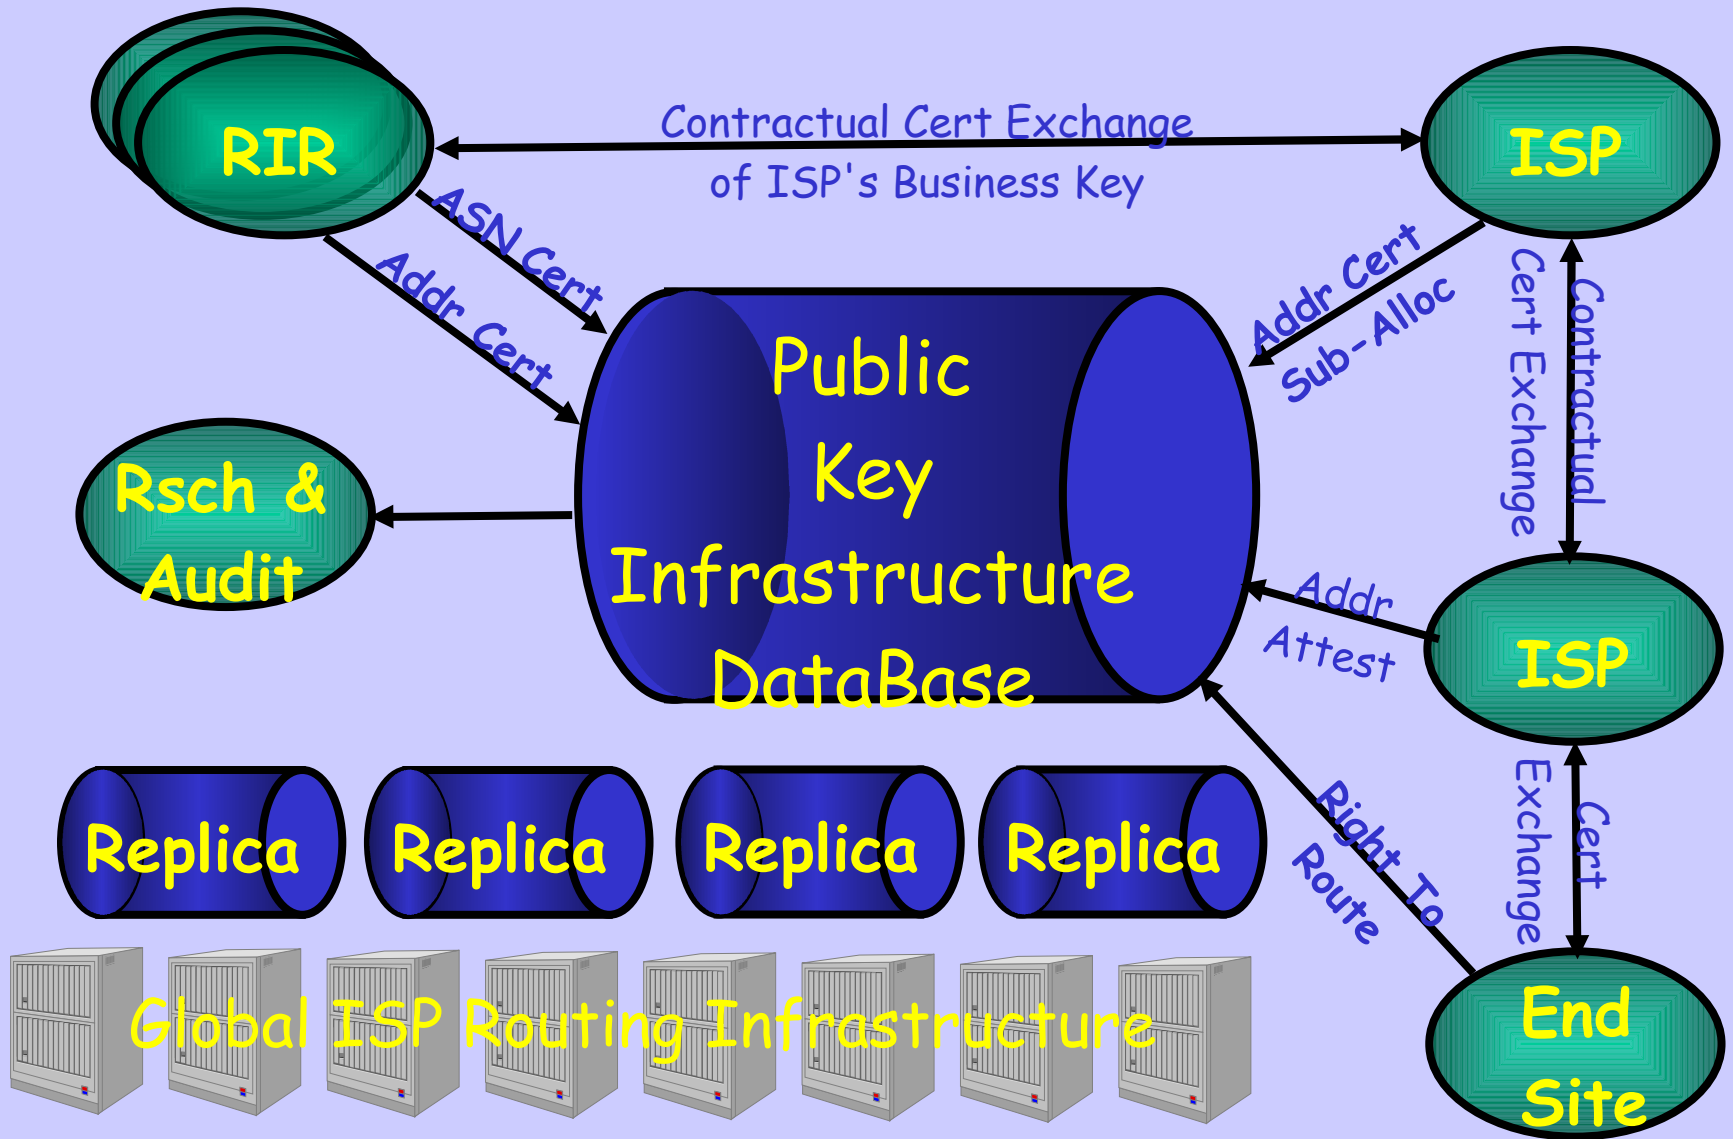 RIR
Contractual Cert Exchange
of ISP's Business Key
ISP
ASN Cert
Addr Cert
Addr Cert
Sub-Alloc
Contractual
Cert Exchange
Public
Key
Infrastructure
DataBase
Rsch &
Audit
Addr
Attest
ISP
Right To
Route
Cert
Exchange
Replica
Replica
Replica
Replica
Global ISP Routing Infrastructure
End
Site